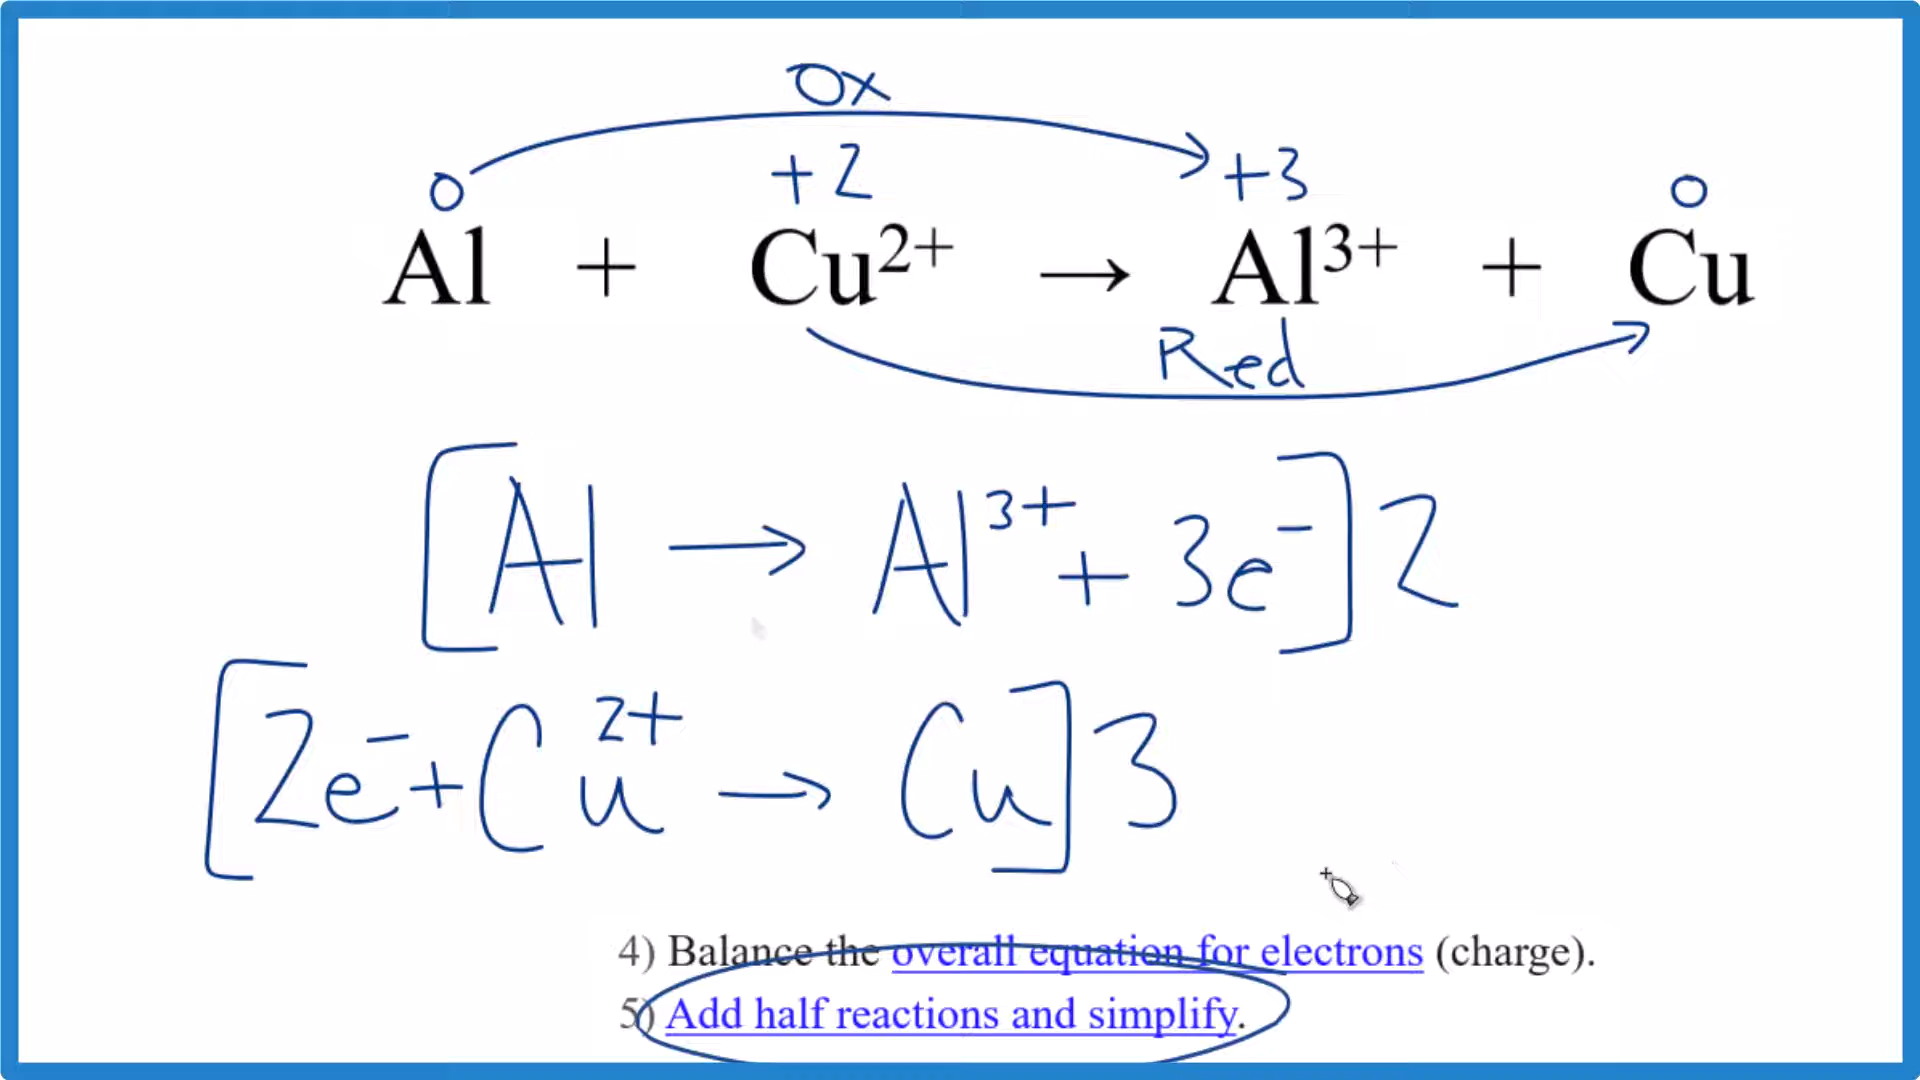 Ox
0 +2 +3 0
Al + Cu²⁺ → Al³⁺ + Cu
Red
[Al → Al³⁺ + 3e⁻]2
[2e⁻+Cu²⁺ → Cu]3
4) Balance the overall equation for electrons (charge).
5) Add half reactions and simplify.